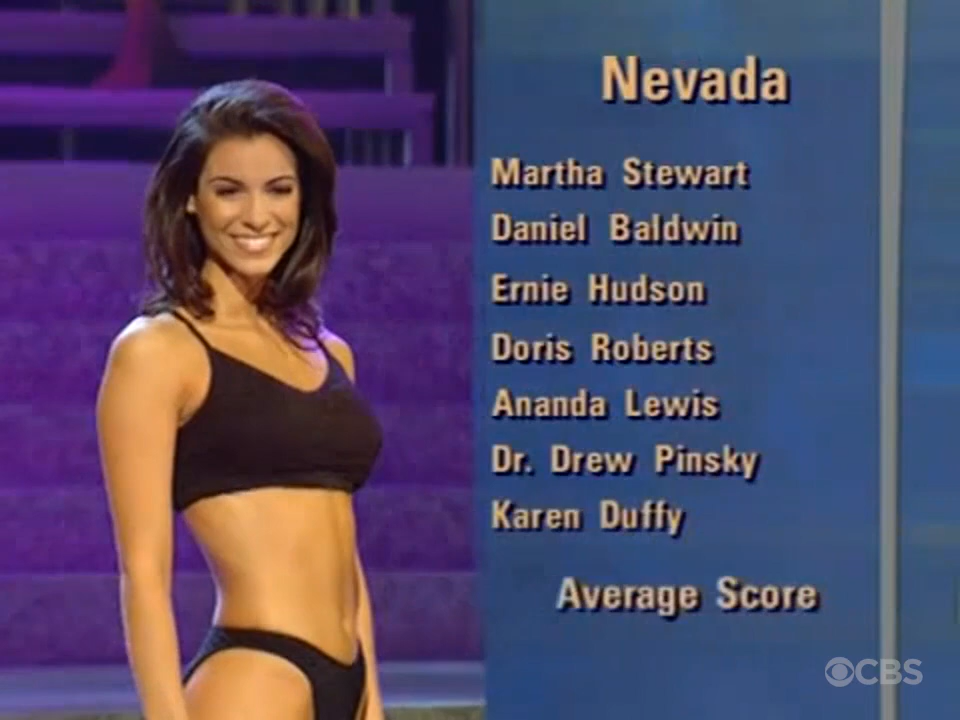 Nevada
Martha Stewart
Daniel Baldwin
Ernie Hudson
Doris Roberts
Ananda Lewis
Dr. Drew Pinsky
Karen Duffy
Average Score
CBS